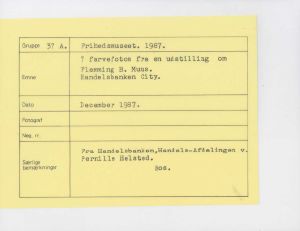 Gruppe 37 A. Frihedsmuseet. 1987.
7 farvefotos fra en udstilling om
Flemming B. Muus.
Emne Handelsbanken City.
Dato December 1987.
Fotograf
Neg. nr.
Fra Handelsbanken, Handels-Afdelingen v.
Særlige Pernille Helsted.
bemærkninger BOS.